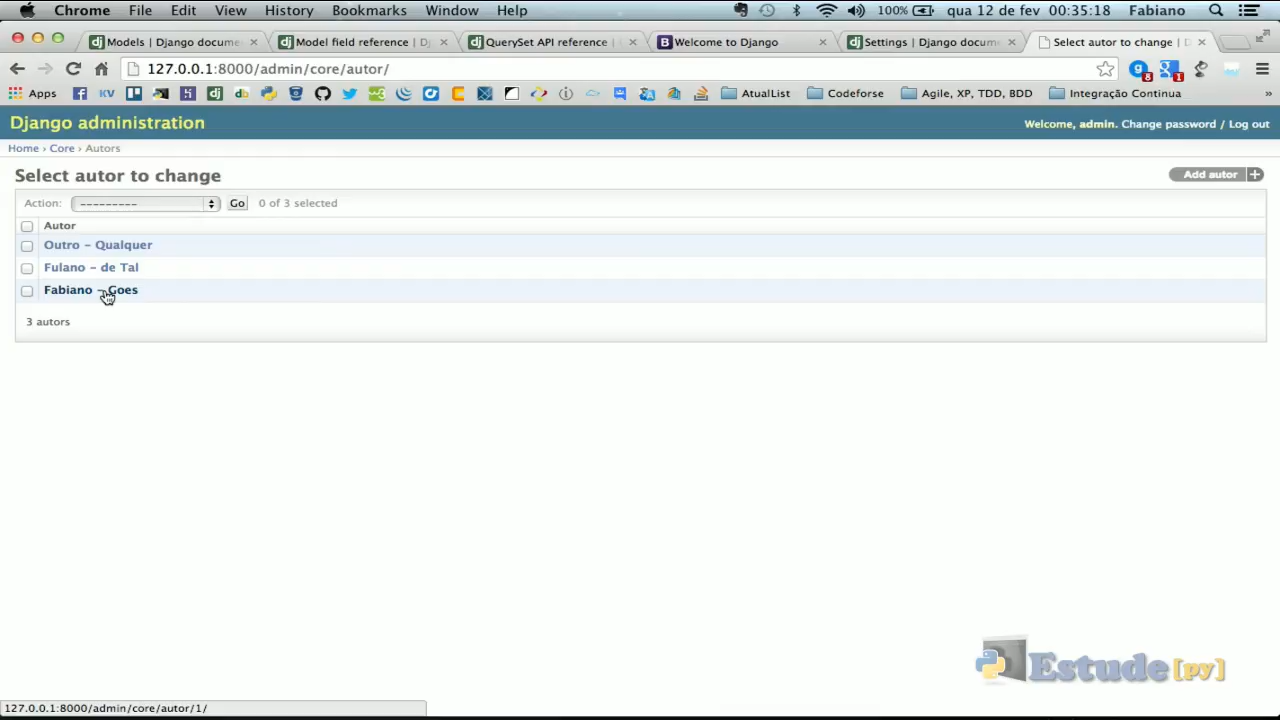 Chrome File Edit View History Bookmarks Window Help 100% qua 12 de fev 00:35:18 Fabiano
Models | Django docume Model field reference | D QuerySet API reference | Welcome to Django Settings | Django docum Select autor to change | D
127.0.0.1:8000/admin/core/autor/
Apps KV AtualList Codeforse Agile, XP, TDD, BDD Integração Continua »
Django administration
Welcome, admin. Change password / Log out
Home › Core › Autors
Select autor to change
Add autor +
Action: --------- Go 0 of 3 selected
Autor
Outro - Qualquer
Fulano - de Tal
Fabiano - Goes
3 autors
Estude[py]
127.0.0.1:8000/admin/core/autor/1/